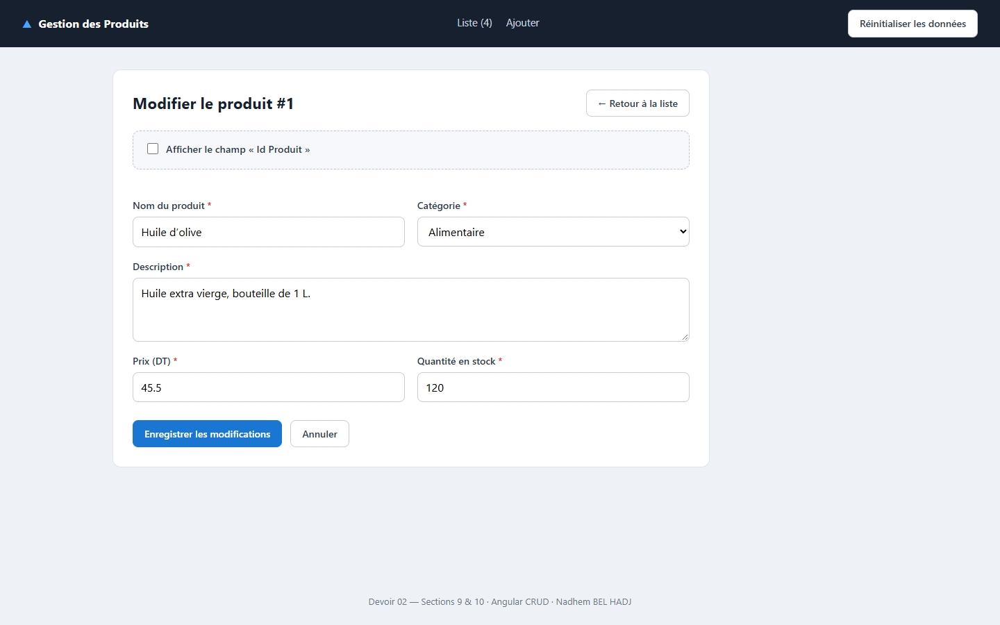 ▲ Gestion des Produits
Liste (4) Ajouter
Réinitialiser les données
Modifier le produit #1
← Retour à la liste
Afficher le champ « Id Produit »
Nom du produit *
Catégorie *
Huile d'olive
Alimentaire
Description *
Huile extra vierge, bouteille de 1 L.
Prix (DT) *
Quantité en stock *
45.5
120
Enregistrer les modifications
Annuler
Devoir 02 — Sections 9 & 10 · Angular CRUD · Nadhem BEL HADJ